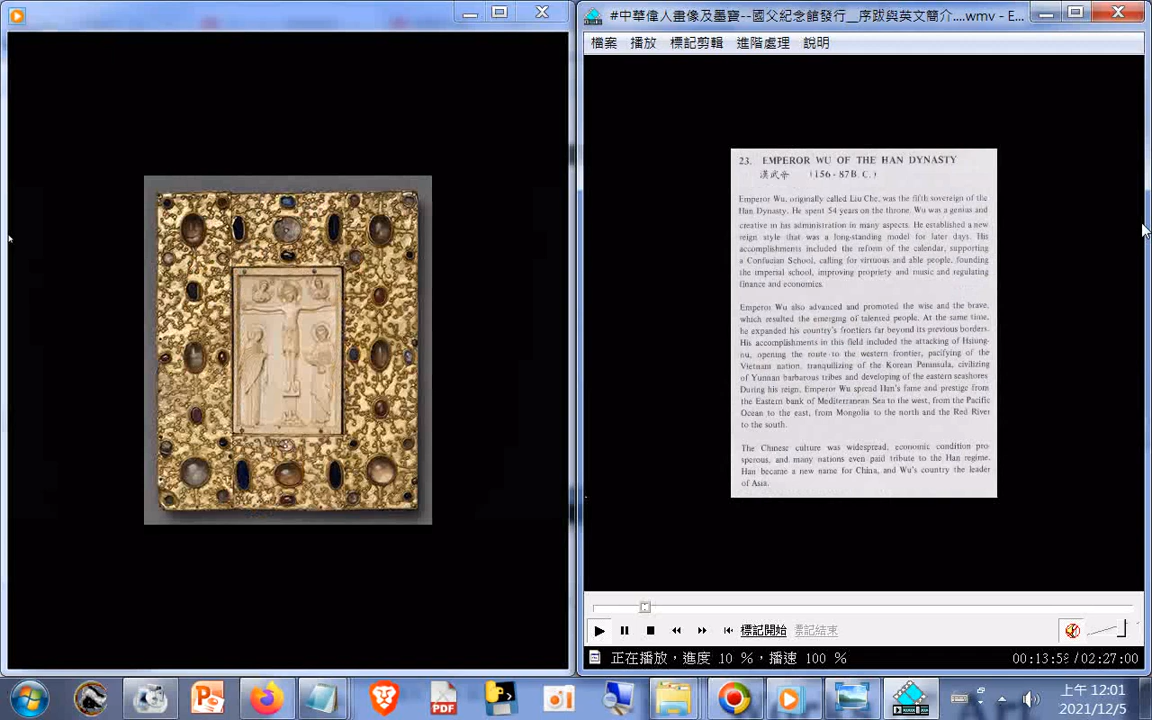 #中華偉人畫像及墨寶--國父紀念館發行__序跋與英文簡介....wmv - E...
檔案 播放 標記剪輯 進階處理 說明
23. EMPEROR WU OF THE HAN DYNASTY
漢武帝 (156-87B.C.)
Emperor Wu, originally called Liu Che, was the fifth sovereign of the
Han Dynasty. He spent 54 years on the throne. Wu was a genius and
creative in his administration in many aspects. He established a new
reign style that was a long-standing model for later days. His
accomplishments included the reform of the calendar, supporting
a Confucian School, calling for virtuous and able people, founding
the imperial school, improving propriety and music and regulating
finance and economics.
Emperor Wu also advanced and promoted the wise and the brave,
which resulted the emerging of talented people. At the same time,
he expanded his country's frontiers far beyond its previous borders.
His accomplishments in this field included the attacking of Hsiung-
nu, opening the route to the western frontier, pacifying of the
Vietnam nation, tranquilizing of the Korean Peninsula, civilizing
of Yunnan barbarous tribes and developing of the eastern seashores
During his reign, Emperor Wu spread Han's fame and prestige from
the Eastern bank of Mediterranean Sea to the west, from the Pacific
Ocean to the east, from Mongolia to the north and the Red River
to the south.
The Chinese culture was widespread, economic condition pro-
sperous, and many nations even paid tribute to the Han regime.
Han became a new name for China, and Wu's country the leader
of Asia.
標記開始 標記結束
正在播放，進度 10 %，播速 100 %
00:13:59 /02:27:00
PDF
上午 12:01
2021/12/5